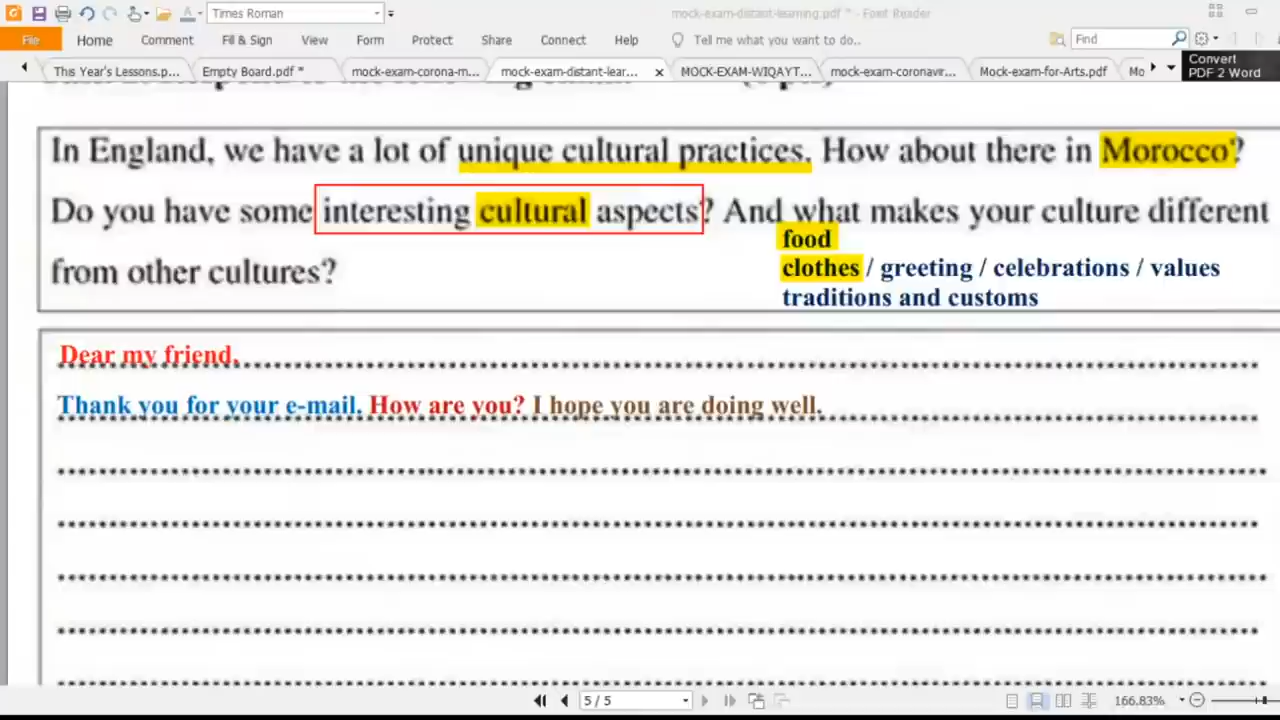 Times Roman
mock-exam-distant-learning.pdf * - Foxit Reader
File Home Comment Fill & Sign View Form Protect Share Connect Help Tell me what you want to do.. Find
This Year's Lessons.p... Empty Board.pdf * mock-exam-corona-m... mock-exam-distant-lear... × MOCK-EXAM-WIQAYT... mock-exam-coronavir... Mock-exam-for-Arts.pdf Mo
Convert
PDF 2 Word
In England, we have a lot of unique cultural practices. How about there in Morocco?
Do you have some interesting cultural aspects? And what makes your culture different
food
from other cultures?
clothes / greeting / celebrations / values
traditions and customs
Dear my friend,
Thank you for your e-mail. How are you? I hope you are doing well.
5 / 5 166.83%